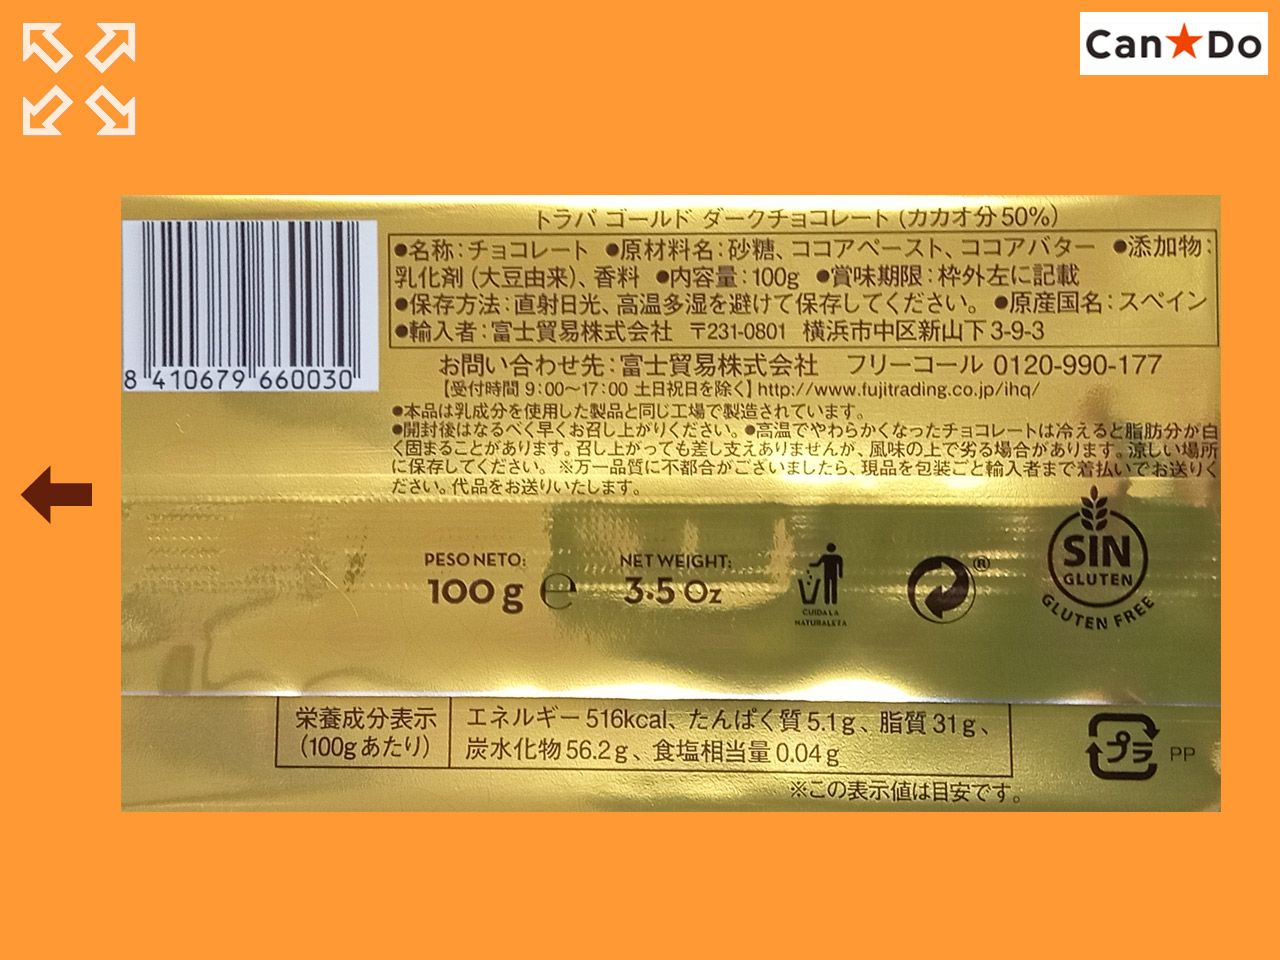 Can★Do
トラパ ゴールド ダークチョコレート (カカオ分50%)
●名称：チョコレート ●原材料名：砂糖、ココアペースト、ココアバター ●添加物：
乳化剤（大豆由来）、香料 ●内容量：100g ●賞味期限：枠外左に記載
●保存方法：直射日光、高温多湿を避けて保存してください。 ●原産国名：スペイン
●輸入者：富士貿易株式会社 〒231-0801 横浜市中区新山下3-9-3
お問い合わせ先：富士貿易株式会社 フリーコール 0120-990-177
【受付時間 9：00〜17：00 土日祝日を除く】http://www.fujitrading.co.jp/ihq/
●本品は乳成分を使用した製品と同じ工場で製造されています。
●開封後はなるべく早くお召し上がりください。●高温でやわらかくなったチョコレートは冷えると脂肪分が白
く固まることがあります。召し上がっても差し支えありませんが、風味の上で劣る場合があります。涼しい場所
に保存してください。 ※万一品質に不都合がございましたら、現品を包装ごと輸入者まで着払いでお送りく
ださい。代品をお送りいたします。
8 410679 660030
PESO NETO:
100 g ℮
NET WEIGHT:
3.5 Oz
CUIDA LA
NATURALEZA
®
SIN
GLUTEN
GLUTEN FREE
栄養成分表示
（100gあたり）
エネルギー 516kcal、たんぱく質 5.1g、脂質 31g、
炭水化物 56.2g、食塩相当量 0.04g
※この表示値は目安です。
プラ
PP